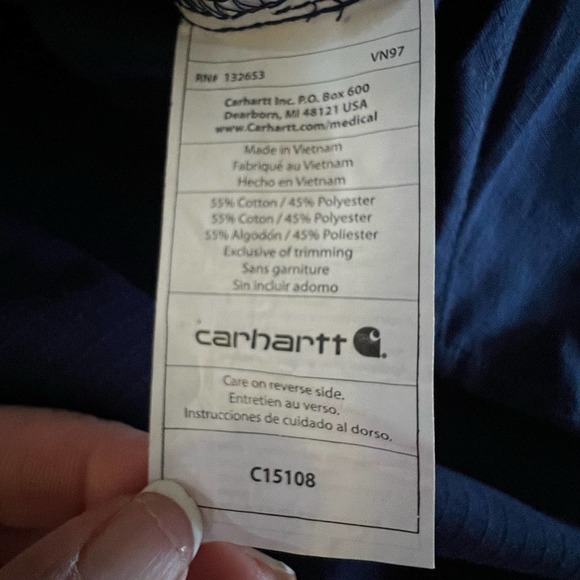 VN97
RN# 132653
Carhartt Inc. P.O. Box 600
Dearborn, MI 48121 USA
www.Carhartt.com/medical
Made in Vietnam
Fabriqué au Vietnam
Hecho en Vietnam
55% Cotton / 45% Polyester
55% Coton / 45% Polyester
55% Algodón / 45% Poliester
Exclusive of trimming
Sans garniture
Sin incluir adorno
carhartt
Care on reverse side.
Entretien au verso.
Instrucciones de cuidado al dorso.
C15108